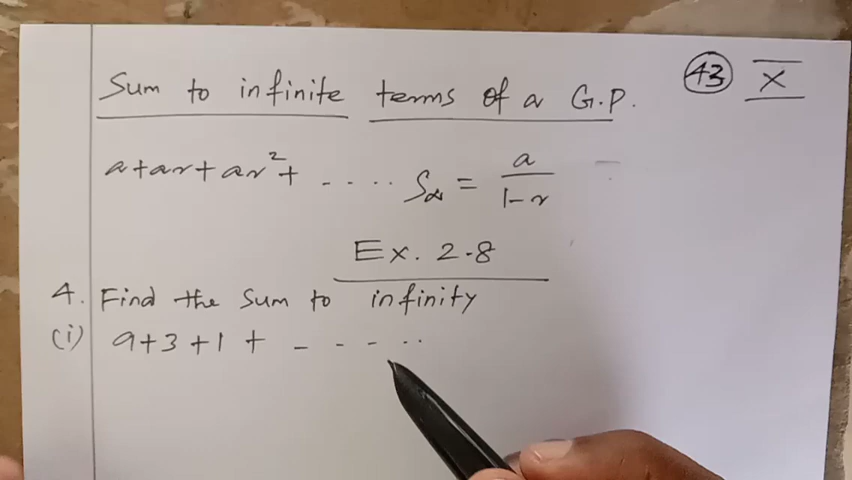 Sum to infinite terms of a G.P. 43 X
a+ar+ar²+ .... S∞ = a/1-r
Ex. 2.8
4. Find the Sum to infinity
(i) 9+3+1+ ------